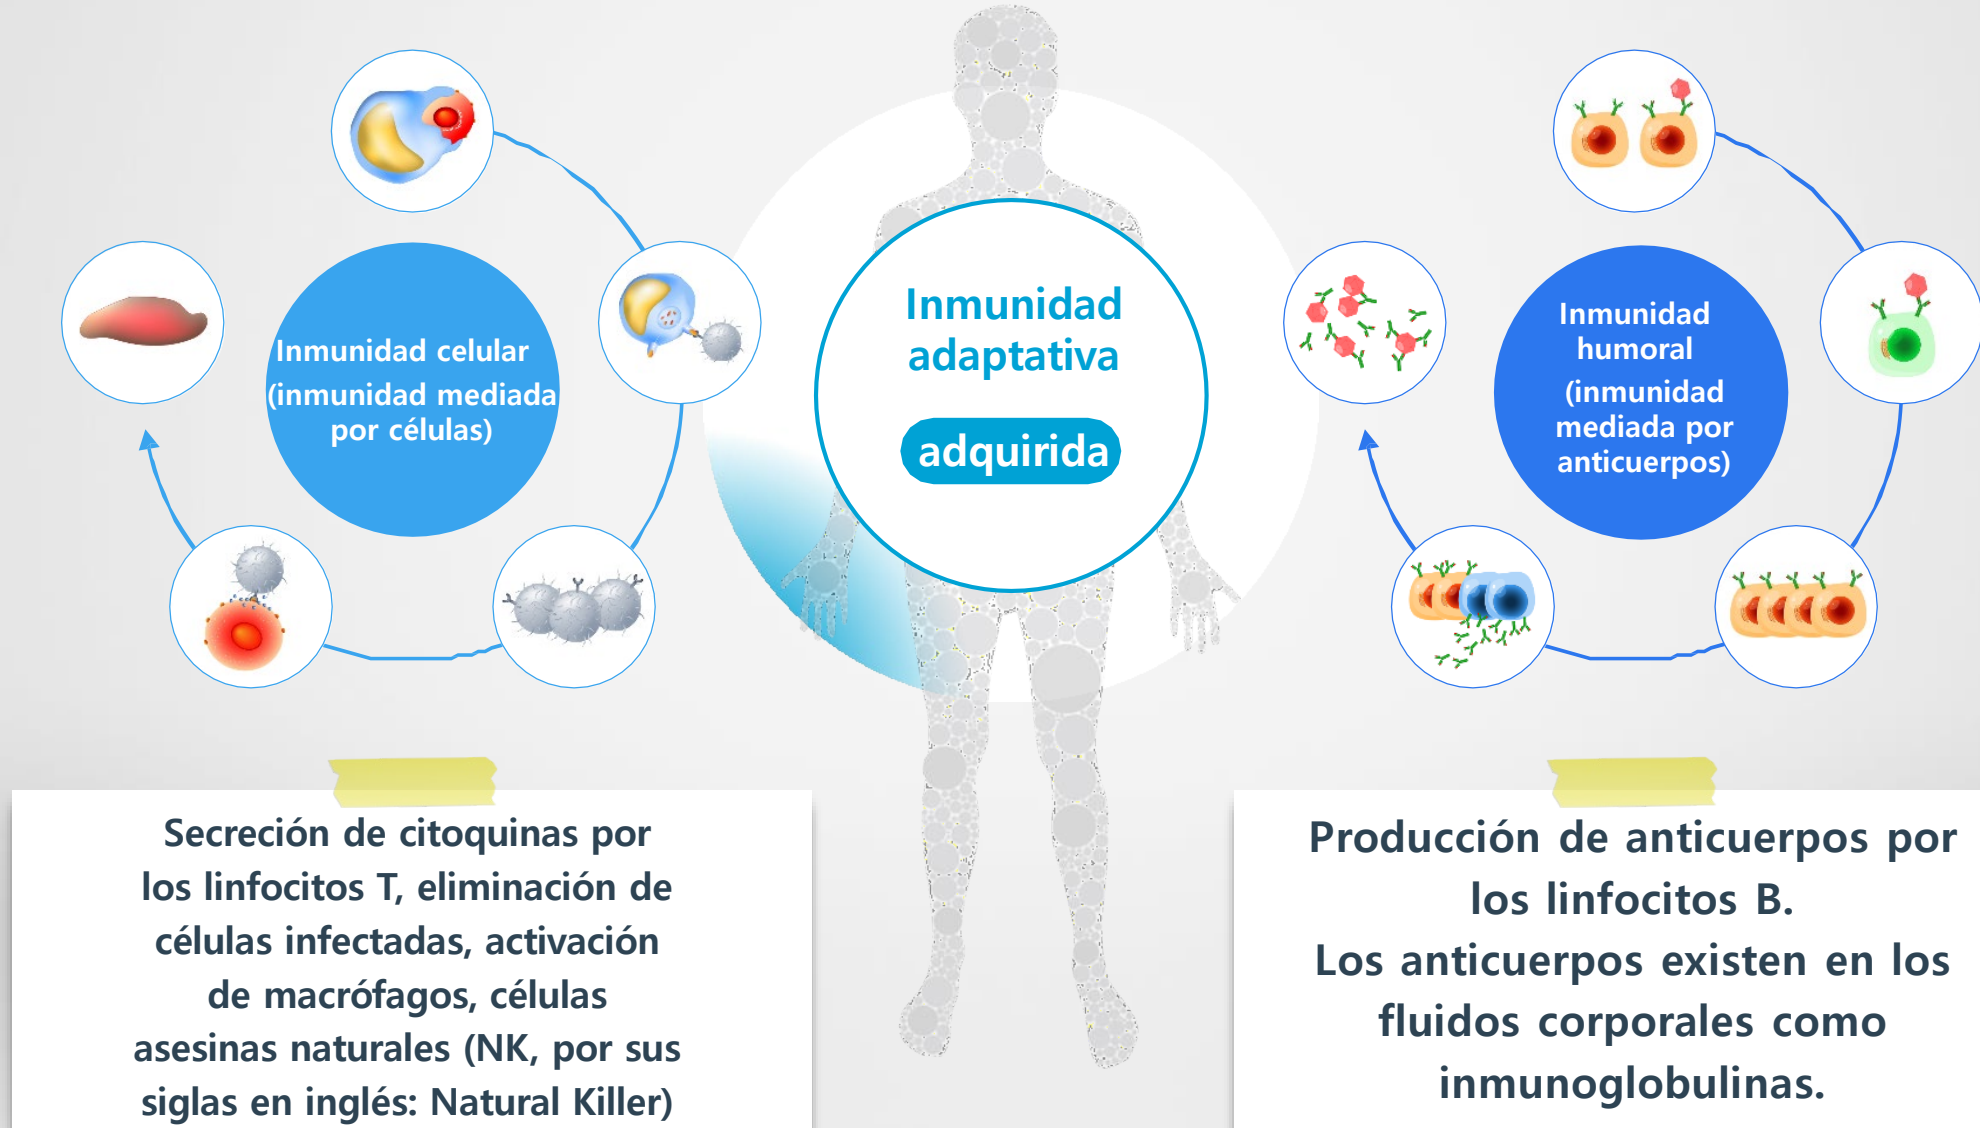 Inmunidad celular
(inmunidad mediada
por células)
Inmunidad
adaptativa
adquirida
Inmunidad
humoral
(inmunidad
mediada por
anticuerpos)
Secreción de citoquinas por
los linfocitos T, eliminación de
células infectadas, activación
de macrófagos, células
asesinas naturales (NK, por sus
siglas en inglés: Natural Killer)
Producción de anticuerpos por
los linfocitos B.
Los anticuerpos existen en los
fluidos corporales como
inmunoglobulinas.